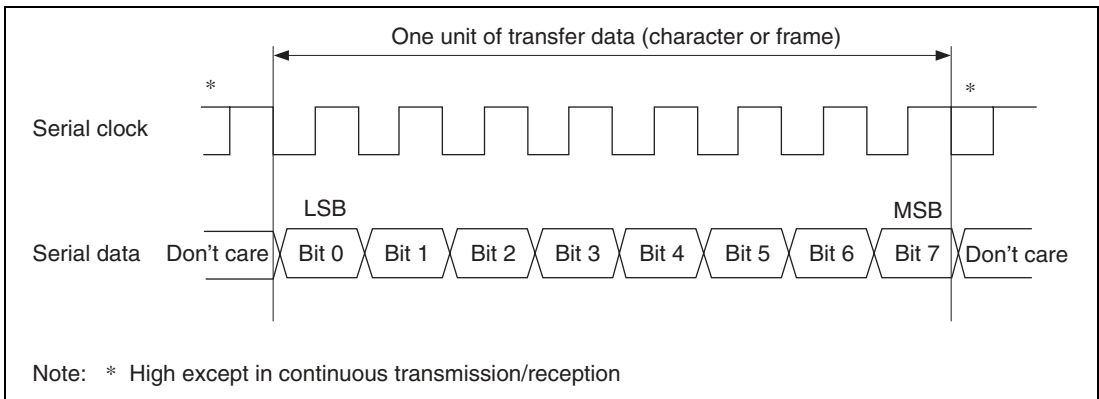 One unit of transfer data (character or frame)
* *
Serial clock
LSB MSB
Serial data Don't care Bit 0 Bit 1 Bit 2 Bit 3 Bit 4 Bit 5 Bit 6 Bit 7 Don't care
Note: * High except in continuous transmission/reception